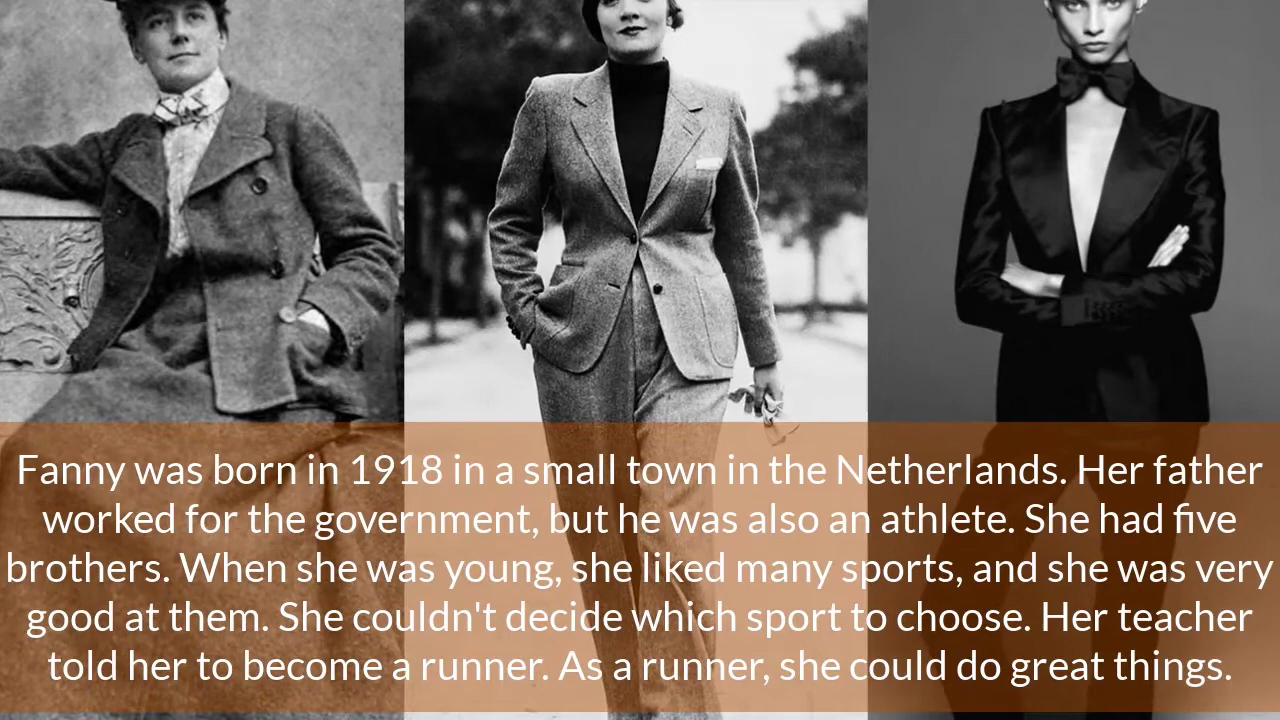 Fanny was born in 1918 in a small town in the Netherlands. Her father
worked for the government, but he was also an athlete. She had five
brothers. When she was young, she liked many sports, and she was very
good at them. She couldn't decide which sport to choose. Her teacher
told her to become a runner. As a runner, she could do great things.